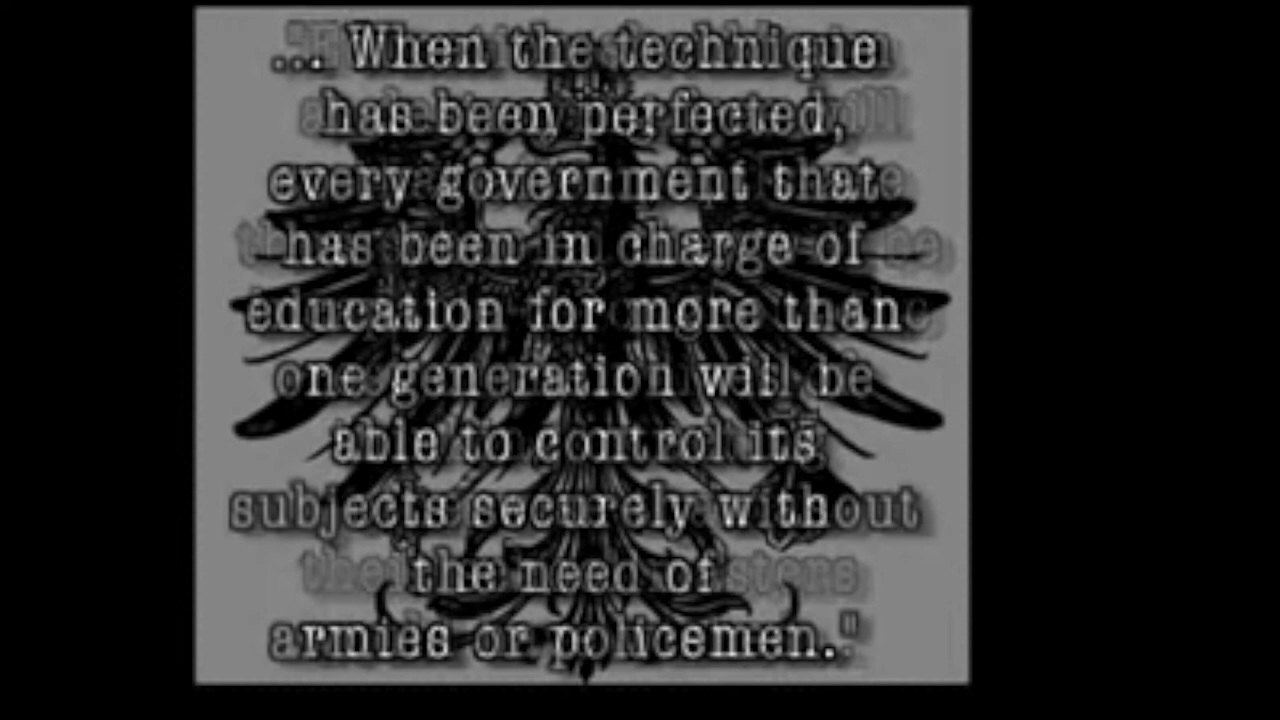 ... When the technique
has been perfected,
every government that
has been in charge of
education for more than
one generation will be
able to control its
subjects securely without
the need of
armies or policemen."